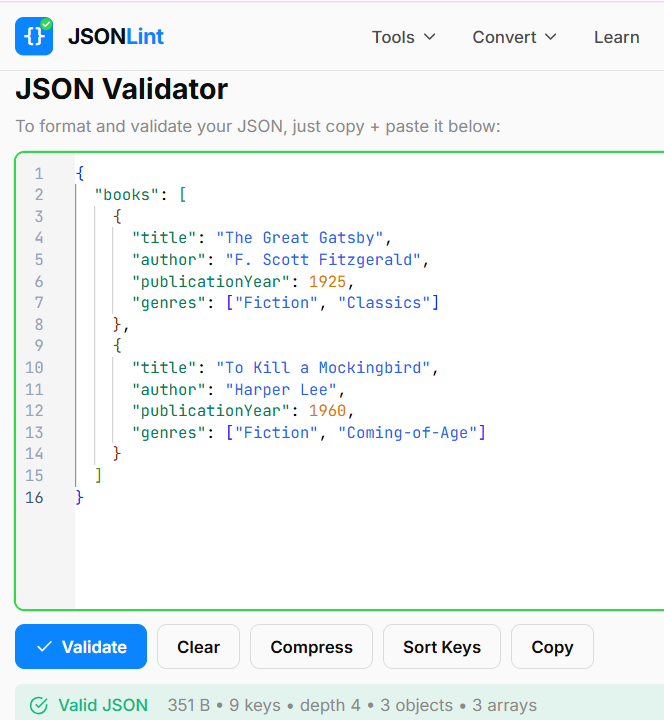 {} JSONLint Tools Convert Learn
JSON Validator
To format and validate your JSON, just copy + paste it below:
1 {
2   "books": [
3     {
4       "title": "The Great Gatsby",
5       "author": "F. Scott Fitzgerald",
6       "publicationYear": 1925,
7       "genres": ["Fiction", "Classics"]
8     },
9     {
10       "title": "To Kill a Mockingbird",
11       "author": "Harper Lee",
12       "publicationYear": 1960,
13       "genres": ["Fiction", "Coming-of-Age"]
14     }
15   ]
16 }
Validate Clear Compress Sort Keys Copy
Valid JSON 351 B • 9 keys • depth 4 • 3 objects • 3 arrays